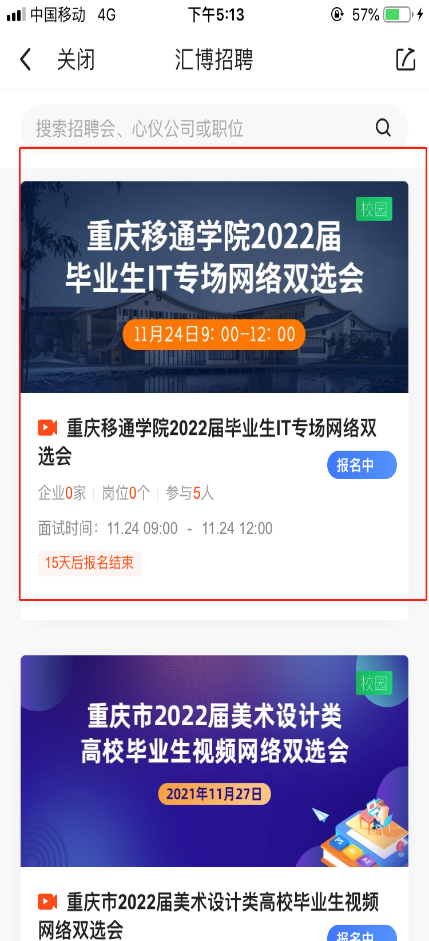 中国移动 4G 下午5:13 57%
关闭 汇博招聘
搜索招聘会、心仪公司或职位
校园
重庆移通学院2022届
毕业生IT专场网络双选会
11月24日9：00-12：00
重庆移通学院2022届毕业生IT专场网络双
选会
报名中
企业0家 岗位0个 参与5人
面试时间：11.24 09:00 - 11.24 12:00
15天后报名结束
校园
重庆市2022届美术设计类
高校毕业生视频网络双选会
2021年11月27日
PS
Ai
AE
重庆市2022届美术设计类高校毕业生视频
网络双选会
报名中